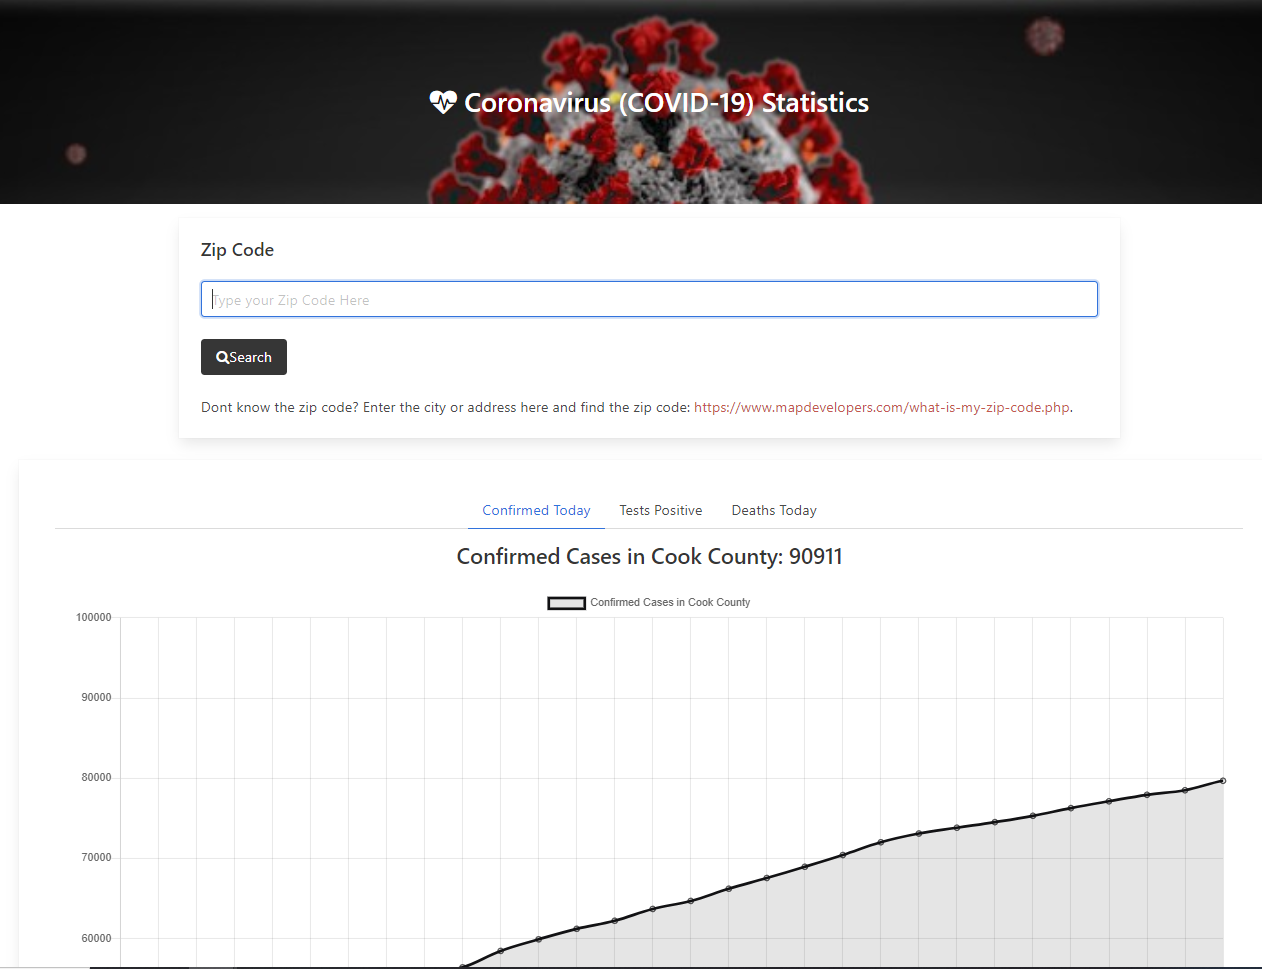 Coronavirus (COVID-19) Statistics
Zip Code
Type your Zip Code Here
Search
Dont know the zip code? Enter the city or address here and find the zip code: https://www.mapdevelopers.com/what-is-my-zip-code.php.
Confirmed Today Tests Positive Deaths Today
Confirmed Cases in Cook County: 90911
Confirmed Cases in Cook County
100000
90000
80000
70000
60000